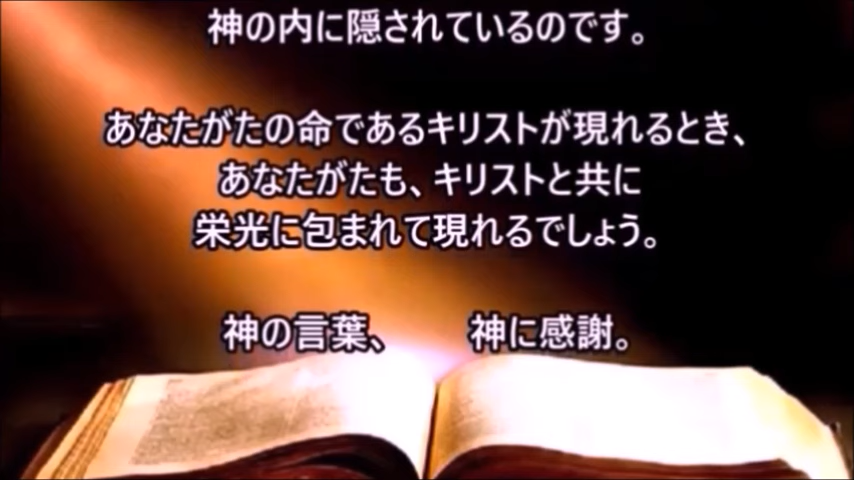 神の内に隠されているのです。
あなたがたの命であるキリストが現れるとき、
あなたがたも、キリストと共に
栄光に包まれて現れるでしょう。
神の言葉、 神に感謝。